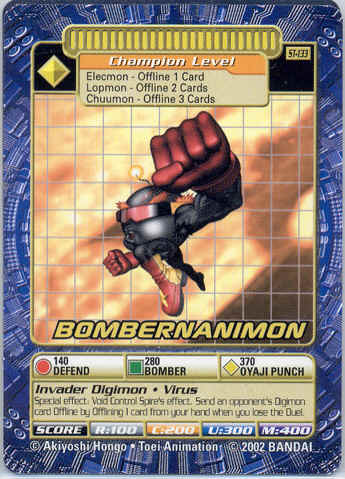 ST-133
Champion Level
Elecmon - Offline 1 Card
Lopmon - Offline 2 Cards
Chuumon - Offline 3 Cards
BOMBERNANIMON
140 DEFEND
280 BOMBER
370 OYAJI PUNCH
Invader Digimon • Virus
Special effect. Void Control Spire's effect. Send an opponent's Digimon
card Offline by Offlining 1 card from your hand when you lose the Duel.
SCORE R:100 C:200 U:300 M:400
© Akiyoshi Hongo • Toei Animation • © 2002 BANDAI